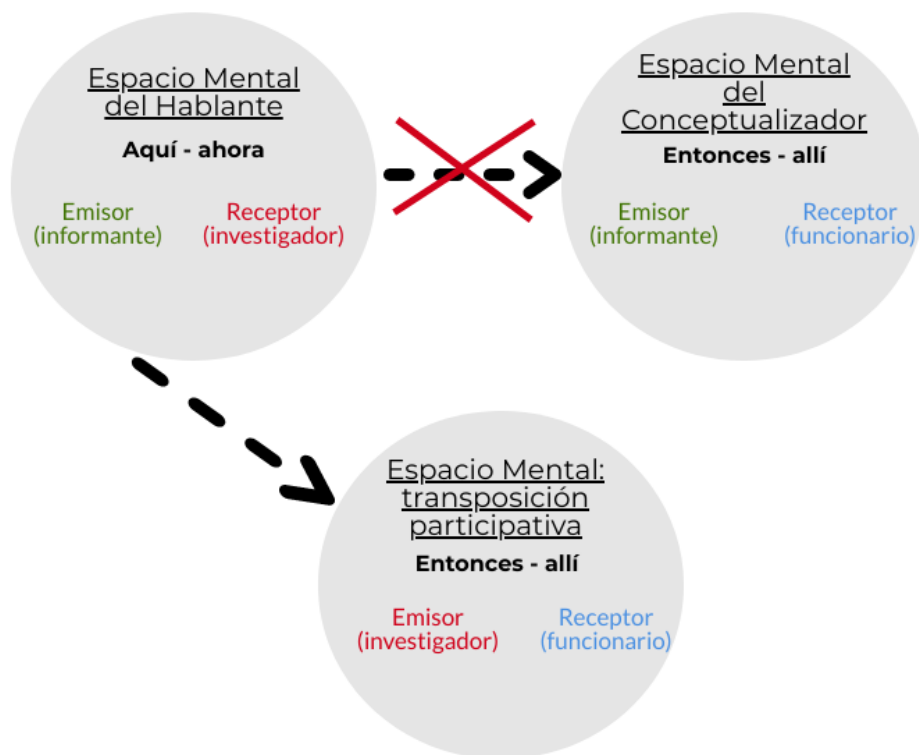 Espacio Mental
del Hablante
Aquí - ahora
Emisor
(informante)
Receptor
(investigador)
Espacio Mental
del
Conceptualizador
Entonces - allí
Emisor
(informante)
Receptor
(funcionario)
Espacio Mental:
transposición
participativa
Entonces - allí
Emisor
(investigador)
Receptor
(funcionario)